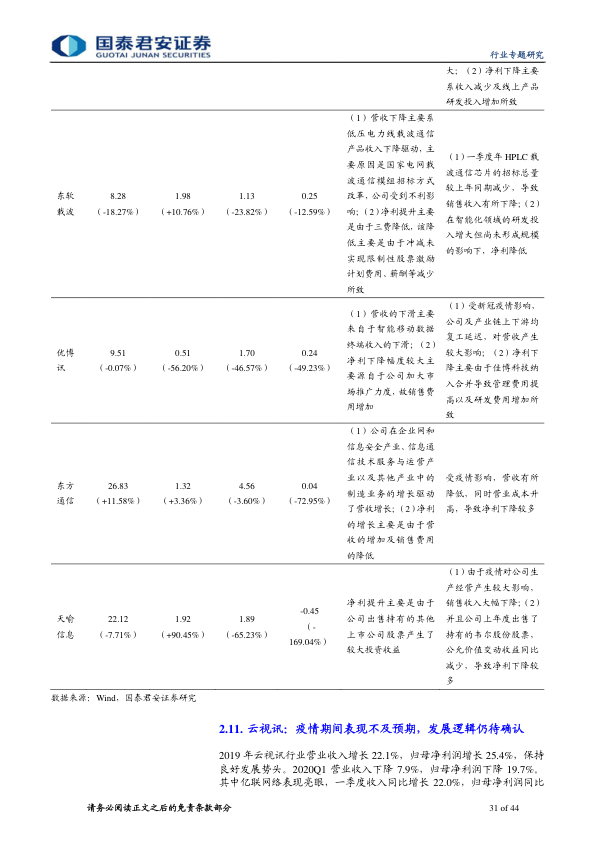 国泰君安证券
GUOTAI JUNAN SECURITIES
行业专题研究
大；（2）净利下降主要
系收入减少及线上产品
研发投入增加所致
东软
载波
8.28
（-18.27%）
1.98
（+10.76%）
1.13
（-23.82%）
0.25
（-12.59%）
（1）营收下降主要系
低压电力线载波通信
产品收入下降驱动，主
要原因是国家电网载
波通信模组招标方式
改革，公司受到不利影
响；（2）净利提升主要
是由于三费降低，该降
低主要是由于冲减未
实现限制性股票激励
计划费用、薪酬等减少
所致
（1）一季度年 HPLC 载
波通信芯片的招标总量
较上年同期减少，导致
销售收入有所下降；（2）
在智能化领域的研发投
入增大但尚未形成规模
的影响下，净利降低
优博
讯
9.51
（-0.07%）
0.51
（-56.20%）
1.70
（-46.57%）
0.24
（-49.23%）
（1）营收的下滑主要
来自于智能移动数据
终端收入的下滑；（2）
净利下降幅度较大主
要源自于公司加大市
场推广力度，故销售费
用增加
（1）受新冠疫情影响，
公司及产业链上下游均
复工延迟，对营收产生
较大影响；（2）净利下
降主要由于佳博科技纳
入合并导致管理费用提
高以及研发费用增加所
致
东方
通信
26.83
（+11.58%）
1.32
（+3.36%）
4.56
（-3.60%）
0.04
（-72.95%）
（1）公司在企业网和
信息安全产业、信息通
信技术服务与运营产
业以及其他产业中的
制造业务的增长驱动
了营收增长；（2）净利
的增长主要是由于营
收的增加及销售费用
的降低
受疫情影响，营收有所
降低，同时营业成本升
高，导致净利下降较多
天喻
信息
22.12
（-7.71%）
1.92
（+90.45%）
1.89
（-65.23%）
-0.45
（-
169.04%）
净利提升主要是由于
公司出售持有的其他
上市公司股票产生了
较大投资收益
（1）由于疫情对公司生
产经营产生较大影响，
销售收入大幅下降；（2）
并且公司上年度出售了
持有的韦尔股份股票，
公允价值变动收益同比
减少，导致净利下降较
多
数据来源：Wind，国泰君安证券研究
2.11. 云视讯：疫情期间表现不及预期，发展逻辑仍待确认
2019 年云视讯行业营业收入增长 22.1%，归母净利润增长 25.4%，保持
良好发展势头。2020Q1 营业收入下降 7.9%，归母净利润下降 19.7%。
其中亿联网络表现亮眼，一季度收入同比增长 22.0%，归母净利润同比
请务必阅读正文之后的免责条款部分
31 of 44